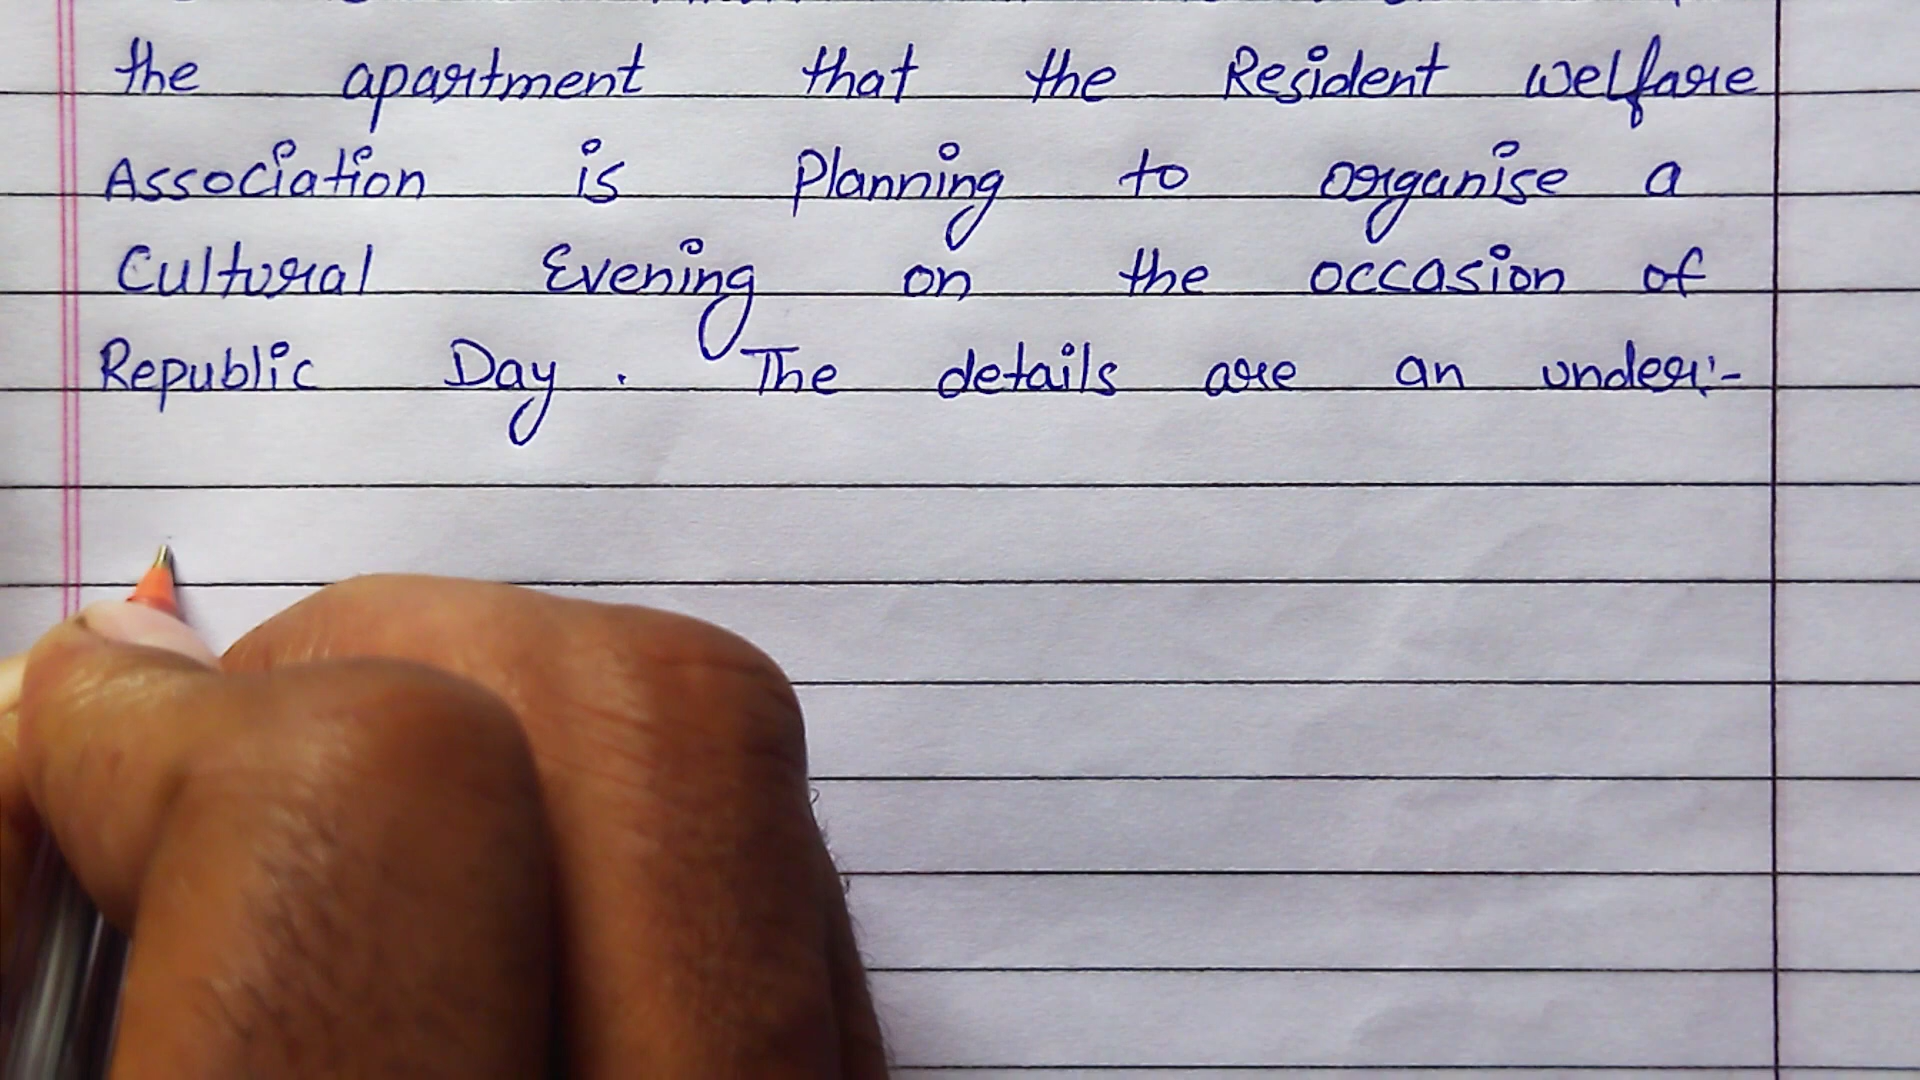 the apartment that the Resident welfare
Association is Planning to organise a
Cultural Evening on the occasion of
Republic Day. The details are an under:-